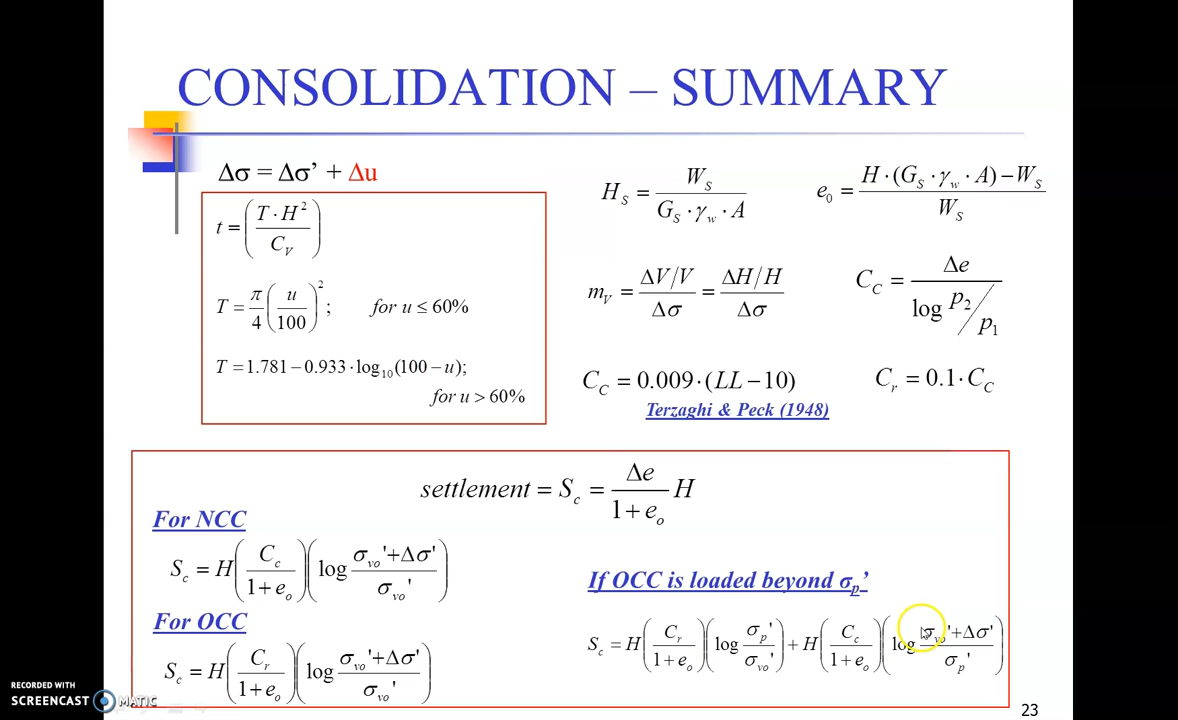 CONSOLIDATION – SUMMARY
Δσ = Δσ’ + Δu
t = (T · H² / C_V)
T = π/4 (u/100)²; for u ≤ 60%
T = 1.781 − 0.933 · log₁₀(100 − u);
for u > 60%
H_S = W_S / (G_S · γ_w · A)
e₀ = (H · (G_S · γ_w · A) − W_S) / W_S
m_V = (ΔV/V) / Δσ = (ΔH/H) / Δσ
C_C = Δe / (log p₂/p₁)
C_C = 0.009 · (LL − 10)
C_r = 0.1 · C_C
Terzaghi & Peck (1948)
settlement = S_c = Δe / (1 + e_o) H
For NCC
S_c = H (C_c / (1 + e_o)) (log (σ_vo'+Δσ') / σ_vo')
For OCC
S_c = H (C_r / (1 + e_o)) (log (σ_vo'+Δσ') / σ_vo')
If OCC is loaded beyond σ_p’
S_c = H (C_r / (1 + e_o)) (log σ_p' / σ_vo') + H (C_c / (1 + e_o)) (log (σ_vo'+Δσ') / σ_p')
RECORDED WITH
SCREENCAST MATIC
23